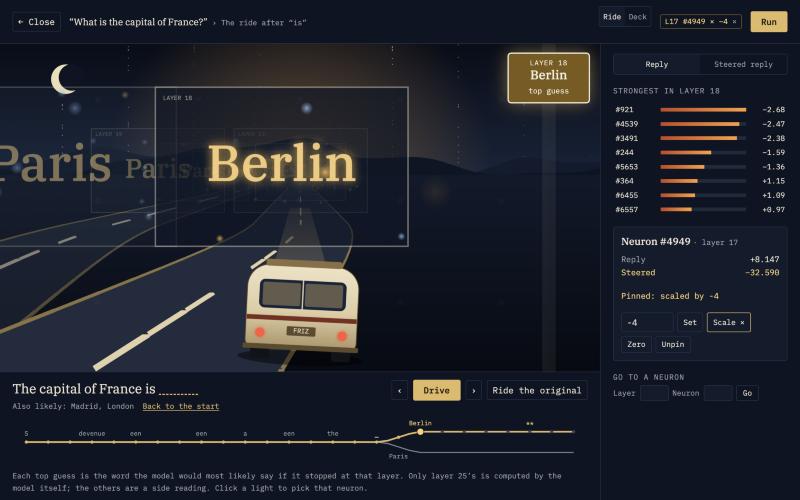 ← Close
"What is the capital of France?" › The ride after "is"
Ride Deck
L17 #4949 × −4 ×
Run
LAYER 18
Berlin
top guess
LAYER 18
LAYER 19
Paris Paris Berlin
FRIZ
Reply
Steered reply
STRONGEST IN LAYER 18
#921 −2.68
#4539 −2.47
#3491 −2.38
#244 −1.59
#5653 −1.36
#364 +1.15
#6455 +1.09
#6557 +0.97
Neuron #4949 · layer 17
Reply +8.147
Steered −32.590
Pinned: scaled by −4
-4 Set Scale ×
Zero Unpin
GO TO A NEURON
Layer Neuron Go
The capital of France is
‹ Drive › Ride the original
Also likely: Madrid, London Back to the start
Berlin **
S devenue een een a een the _
Paris
Each top guess is the word the model would most likely say if it stopped at that layer. Only layer 25's is computed by
the model itself; the others are a side reading. Click a light to pick that neuron.